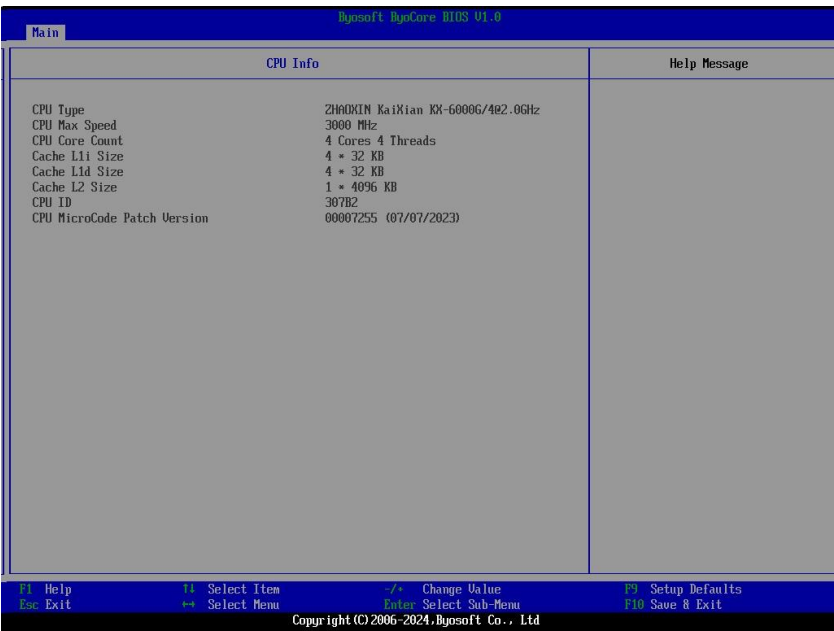 Byosoft ByoCore BIOS V1.0
Main
CPU Info
Help Message
CPU Type ZHAOXIN KaiXian KX-6000G/4@2.0GHz
CPU Max Speed 3000 MHz
CPU Core Count 4 Cores 4 Threads
Cache L1i Size 4 * 32 KB
Cache L1d Size 4 * 32 KB
Cache L2 Size 1 * 4096 KB
CPU ID 307B2
CPU MicroCode Patch Version 00007255 (07/07/2023)
F1 Help ↑↓ Select Item -/+ Change Value F9 Setup Defaults
Esc Exit ←→ Select Menu Enter Select Sub-Menu F10 Save & Exit
Copyright(C)2006-2024,Byosoft Co., Ltd